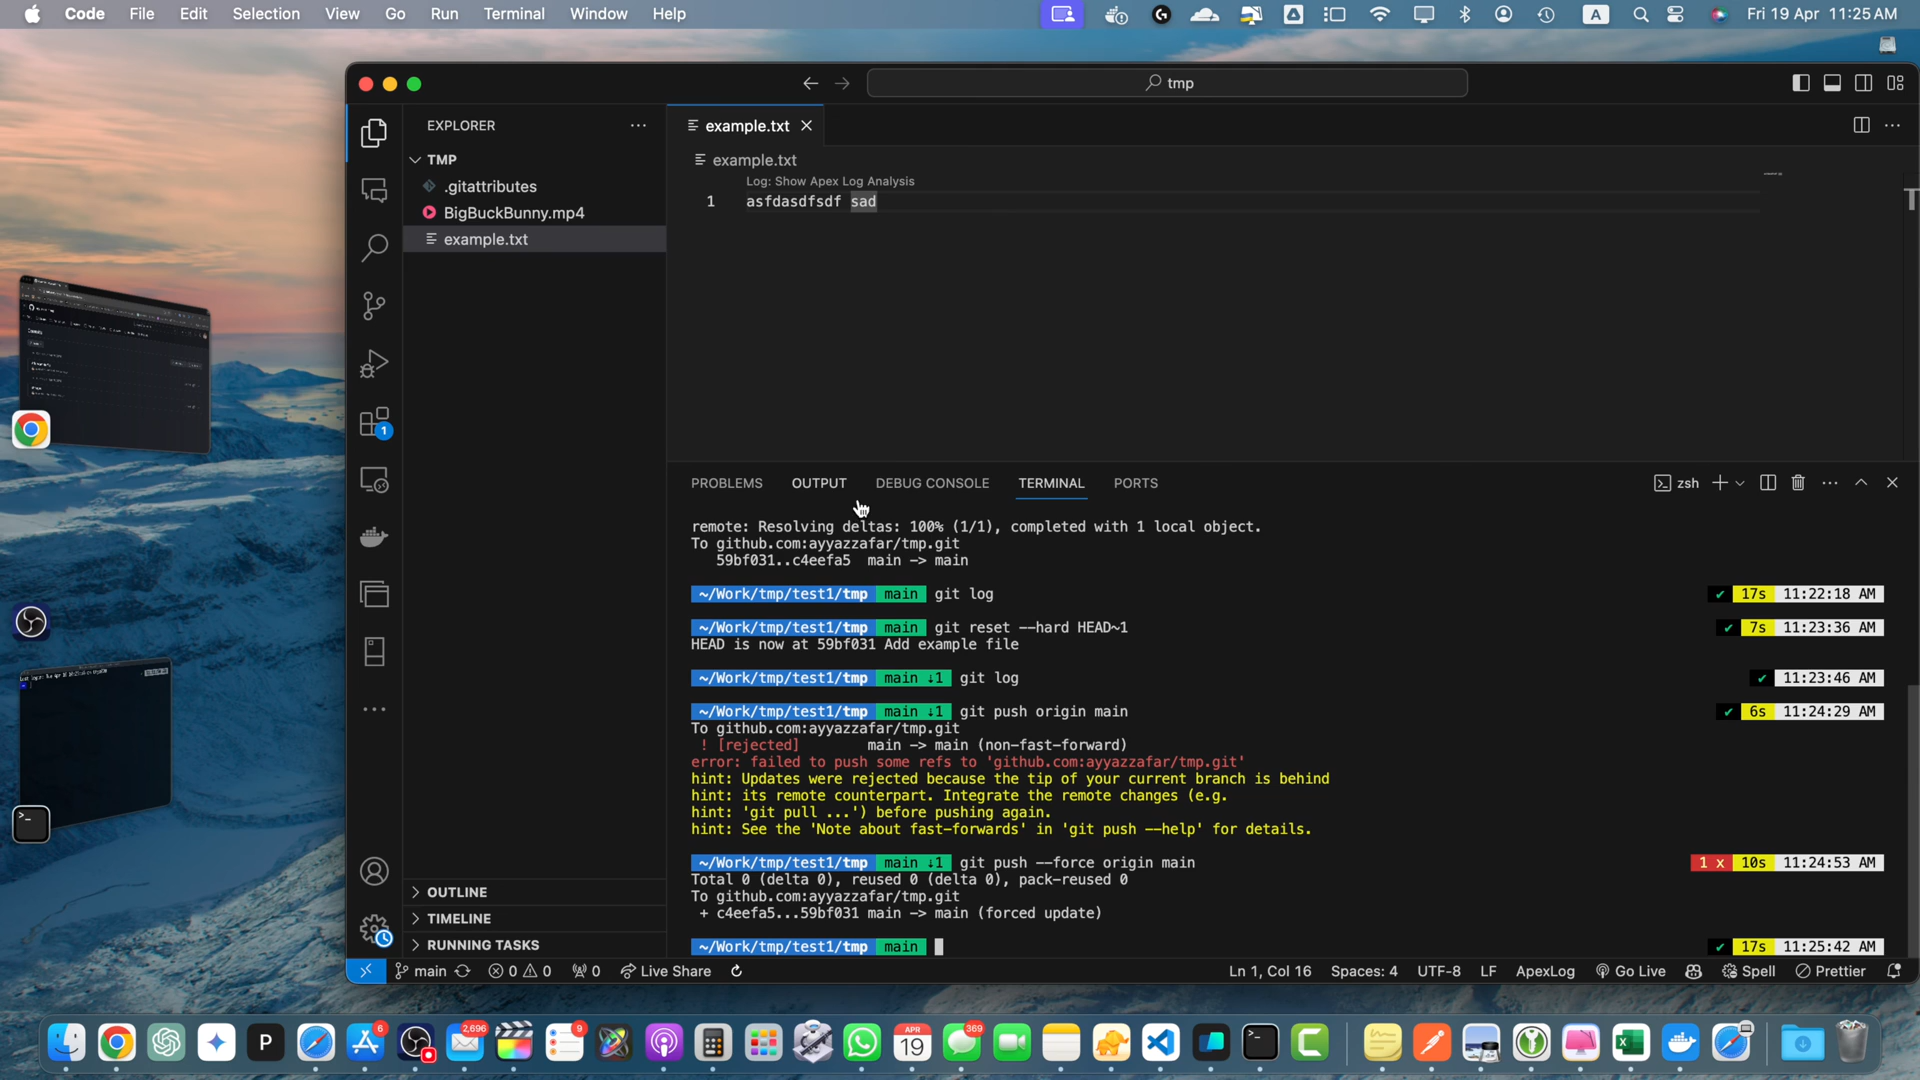 Code File Edit Selection View Go Run Terminal Window Help
A
Fri 19 Apr 11:25 AM
tmp
EXPLORER
example.txt
TMP
.gitattributes
BigBuckBunny.mp4
example.txt
example.txt
Log: Show Apex Log Analysis
1 asfdasdfsdf sad
1
PROBLEMS OUTPUT DEBUG CONSOLE TERMINAL PORTS
zsh
remote: Resolving deltas: 100% (1/1), completed with 1 local object.
To github.com:ayyazzafar/tmp.git
59bf031..c4eefa5 main -> main
~/Work/tmp/test1/tmp main git log ✔ 17s 11:22:18 AM
~/Work/tmp/test1/tmp main git reset --hard HEAD~1 ✔ 7s 11:23:36 AM
HEAD is now at 59bf031 Add example file
~/Work/tmp/test1/tmp main ↓1 git log ✔ 11:23:46 AM
~/Work/tmp/test1/tmp main ↓1 git push origin main ✔ 6s 11:24:29 AM
To github.com:ayyazzafar/tmp.git
! [rejected] main -> main (non-fast-forward)
error: failed to push some refs to 'github.com:ayyazzafar/tmp.git'
hint: Updates were rejected because the tip of your current branch is behind
hint: its remote counterpart. Integrate the remote changes (e.g.
hint: 'git pull ...') before pushing again.
hint: See the 'Note about fast-forwards' in 'git push --help' for details.
~/Work/tmp/test1/tmp main ↓1 git push --force origin main 1 x 10s 11:24:53 AM
Total 0 (delta 0), reused 0 (delta 0), pack-reused 0
To github.com:ayyazzafar/tmp.git
+ c4eefa5...59bf031 main -> main (forced update)
~/Work/tmp/test1/tmp main ✔ 17s 11:25:42 AM
OUTLINE
TIMELINE
RUNNING TASKS
main 0 0 0 Live Share Ln 1, Col 16 Spaces: 4 UTF-8 LF ApexLog Go Live Spell Prettier
P 6 2,696 9 APR 19 369